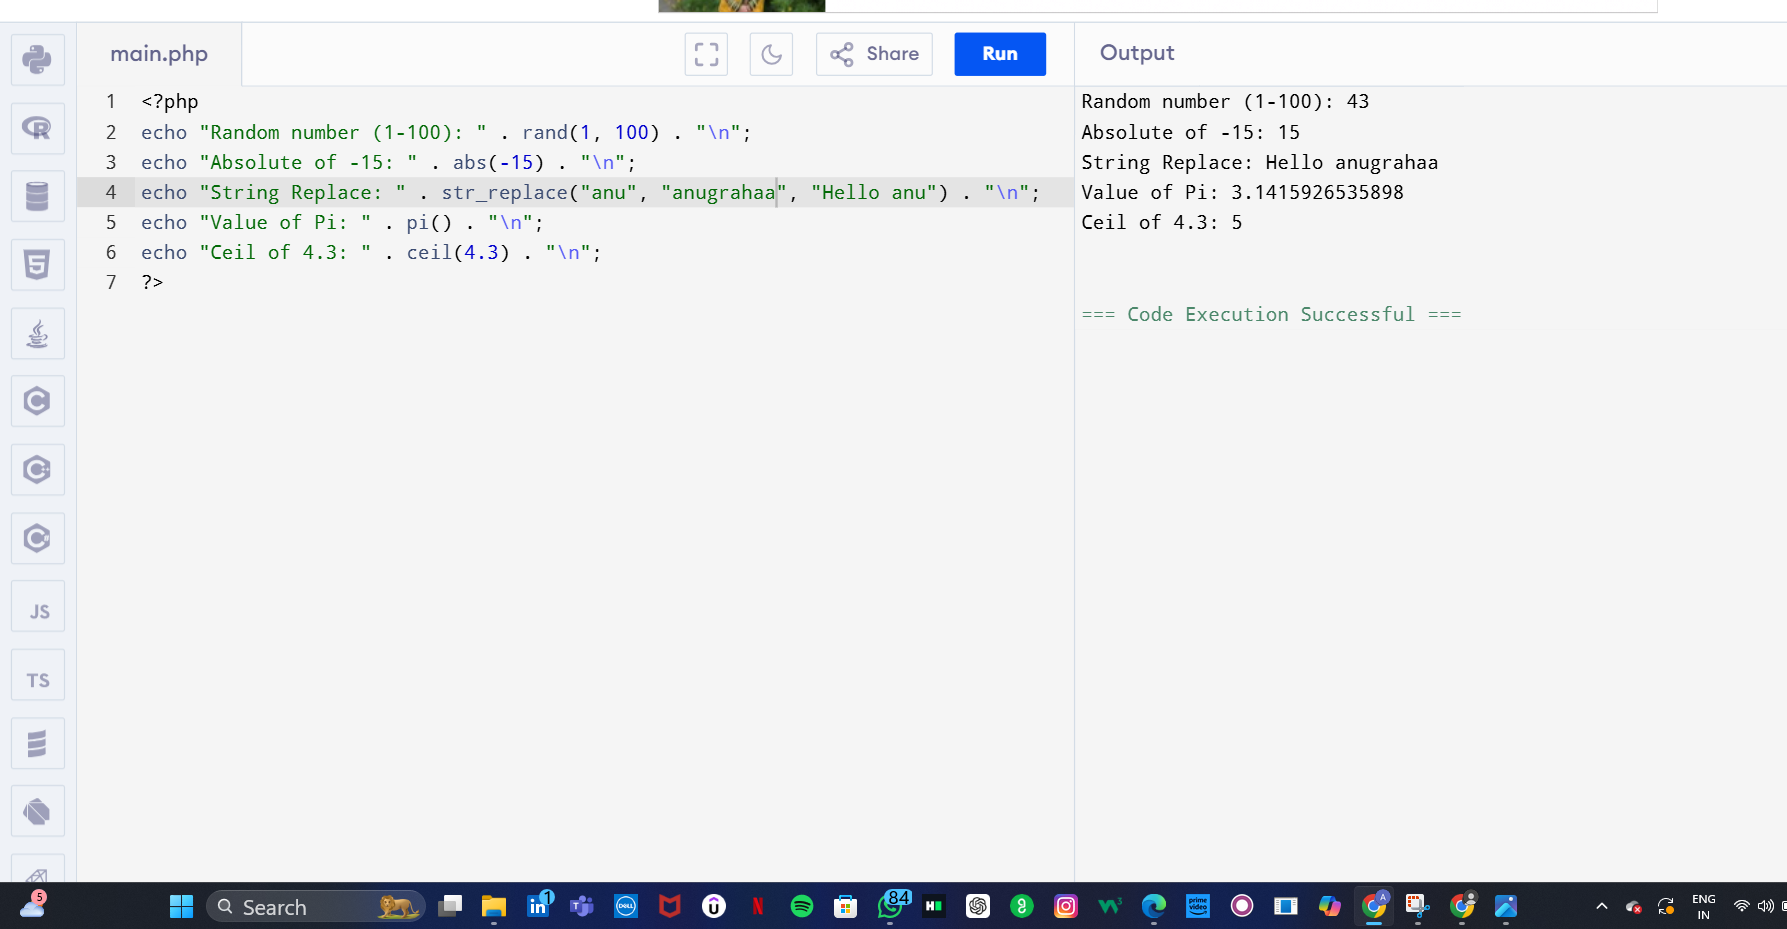 main.php
Share
Run
Output
1 <?php
2 echo "Random number (1-100): " . rand(1, 100) . "\n";
3 echo "Absolute of -15: " . abs(-15) . "\n";
4 echo "String Replace: " . str_replace("anu", "anugrahaa", "Hello anu") . "\n";
5 echo "Value of Pi: " . pi() . "\n";
6 echo "Ceil of 4.3: " . ceil(4.3) . "\n";
7 ?>
Random number (1-100): 43
Absolute of -15: 15
String Replace: Hello anugrahaa
Value of Pi: 3.1415926535898
Ceil of 4.3: 5
=== Code Execution Successful ===
JS
TS
5
Search
1
84
prime video
ENG
IN